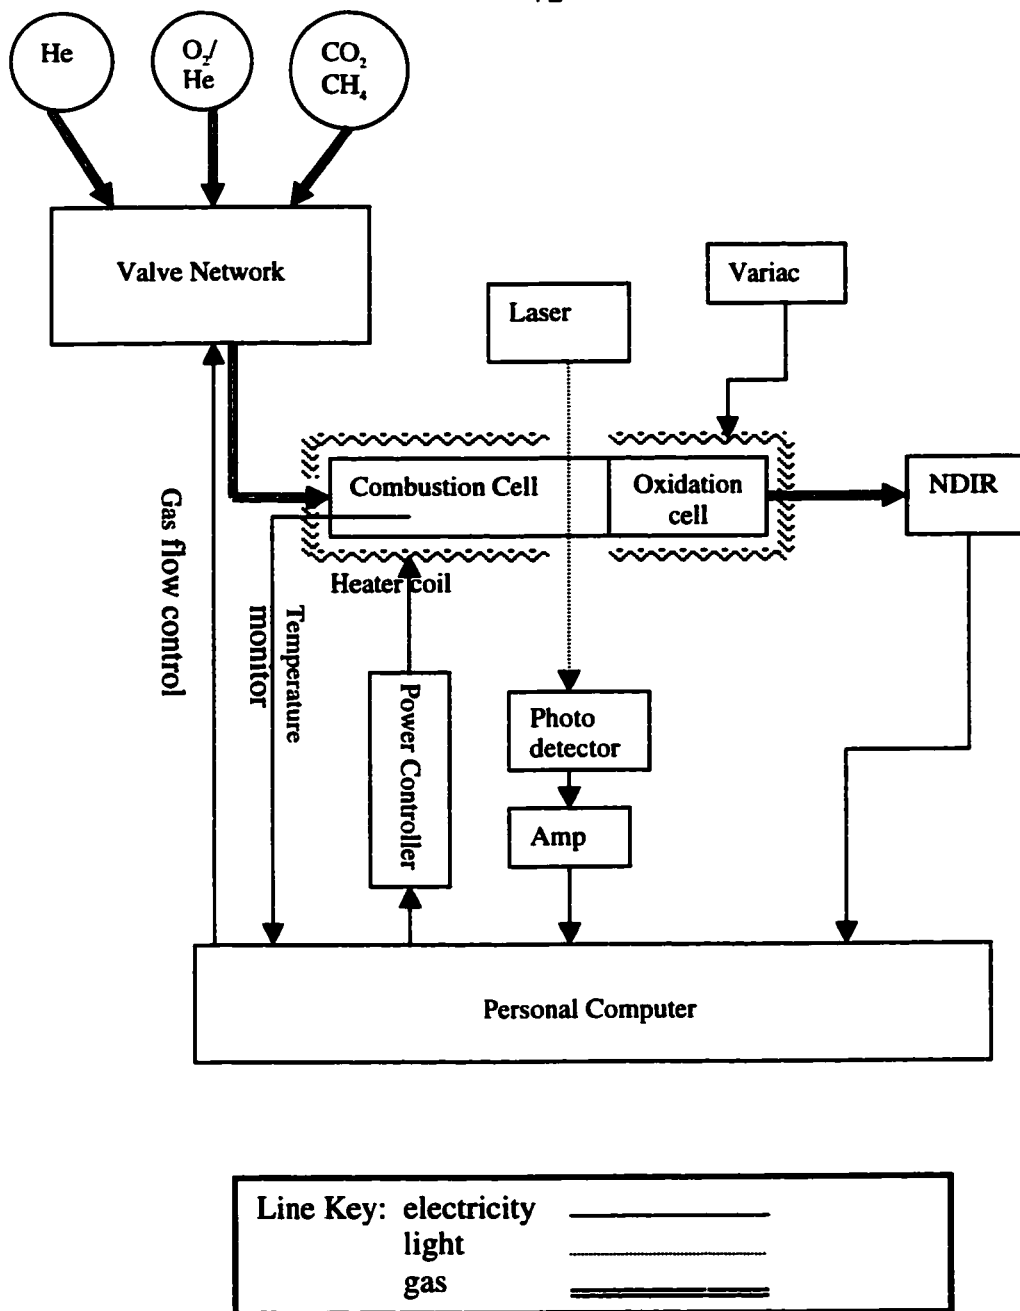 He
O₂/
He
CO₂
CH₄
Valve Network
Variac
Laser
Combustion Cell
Oxidation
cell
NDIR
Heater coil
Gas flow control
Temperature
monitor
Power Controller
Photo
detector
Amp
Personal Computer
Line Key: electricity
light
gas